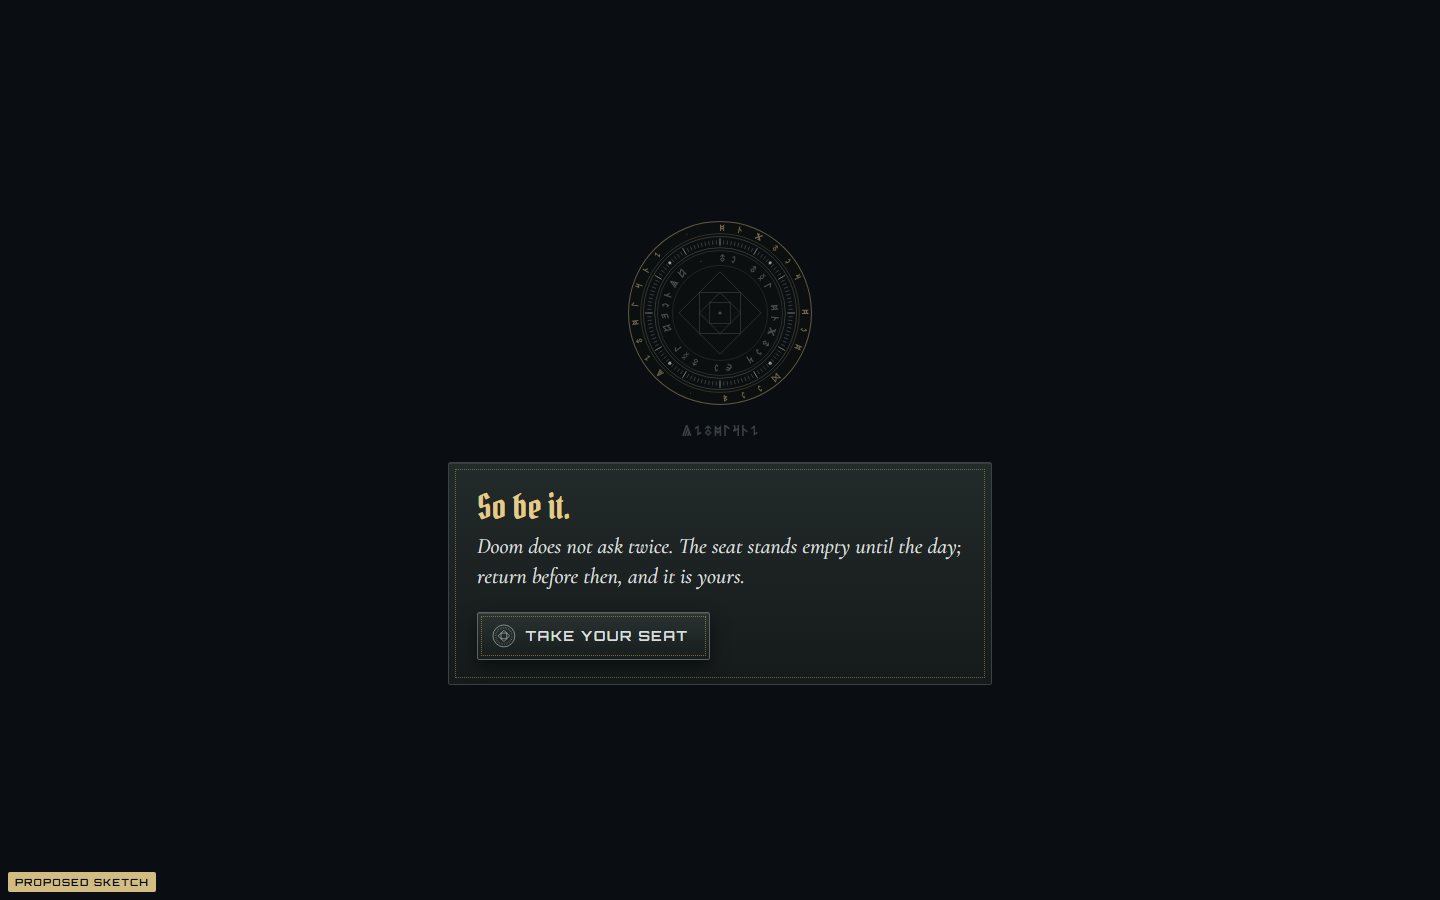 So be it.
Doom does not ask twice. The seat stands empty until the day;
return before then, and it is yours.
TAKE YOUR SEAT
PROPOSED SKETCH